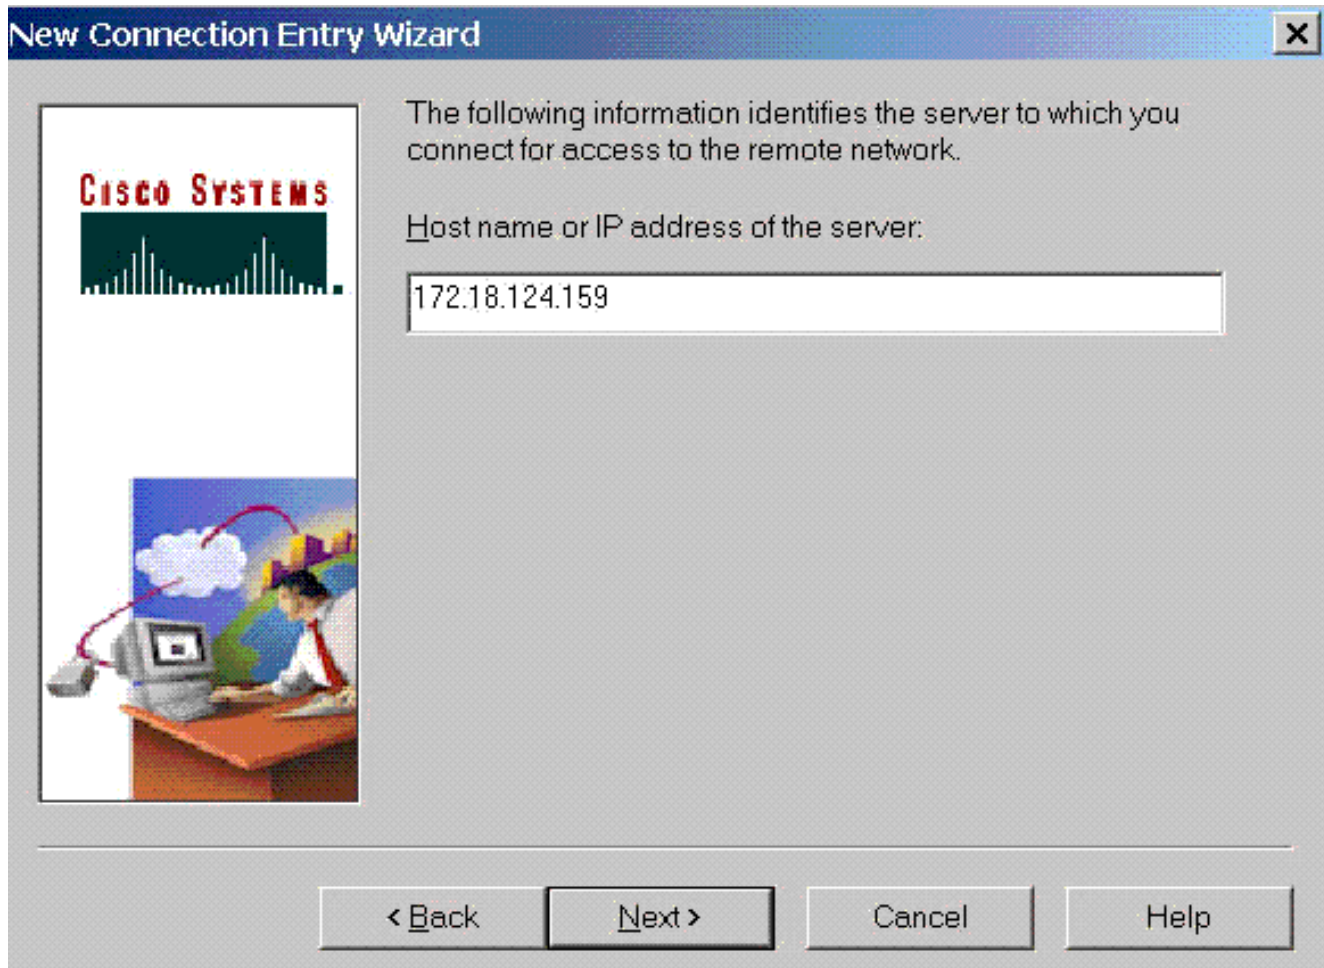 New Connection Entry Wizard
CISCO SYSTEMS
The following information identifies the server to which you
connect for access to the remote network.
Host name or IP address of the server:
172.18.124.159
< Back
Next >
Cancel
Help